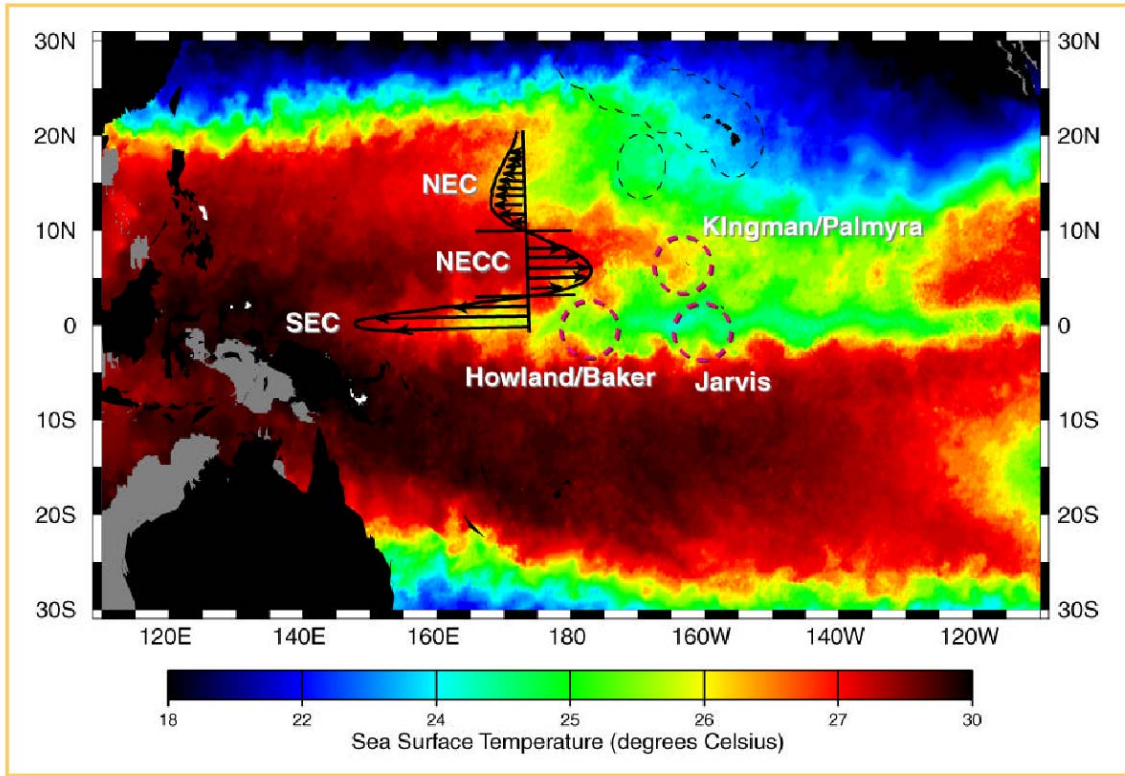 30N 30N
20N 20N
NEC
KIngman/Palmyra
10N 10N
NECC
SEC
0 0
Howland/Baker Jarvis
10S 10S
20S 20S
30S 30S
120E 140E 160E 180 160W 140W 120W
18 22 24 25 26 27 30
Sea Surface Temperature (degrees Celsius)